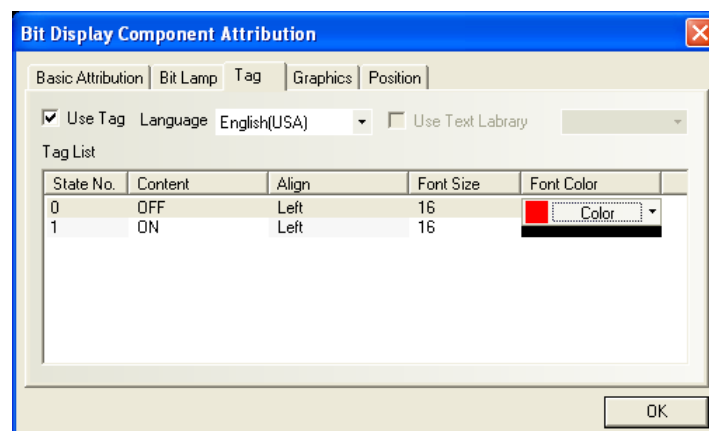 Bit Display Component Attribution
Basic Attribution Bit Lamp Tag Graphics Position
Use Tag Language English(USA) Use Text Labrary
Tag List
State No. Content Align Font Size Font Color
0 OFF Left 16 Color
1 ON Left 16
OK